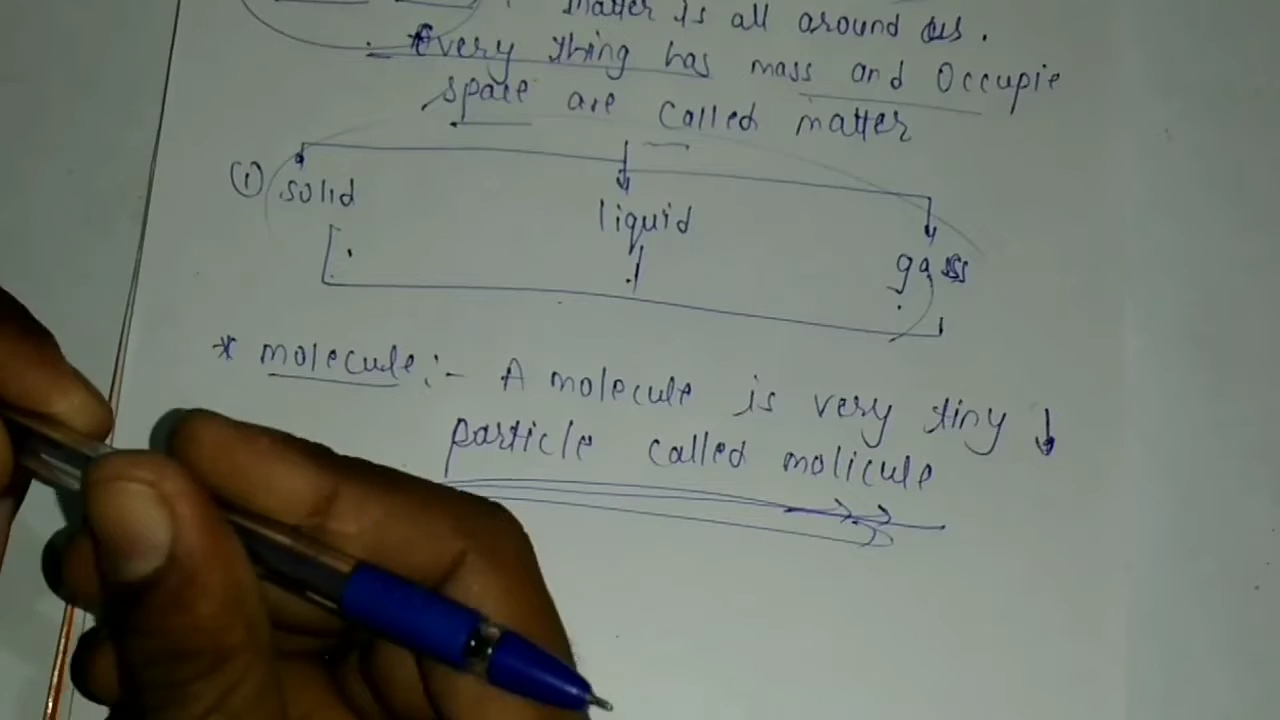 matter is all around us.
Every thing has mass and Occupie
space are called matter
① solid
liquid
gass
* molecule:- A molecule is very tiny
particle called molicule